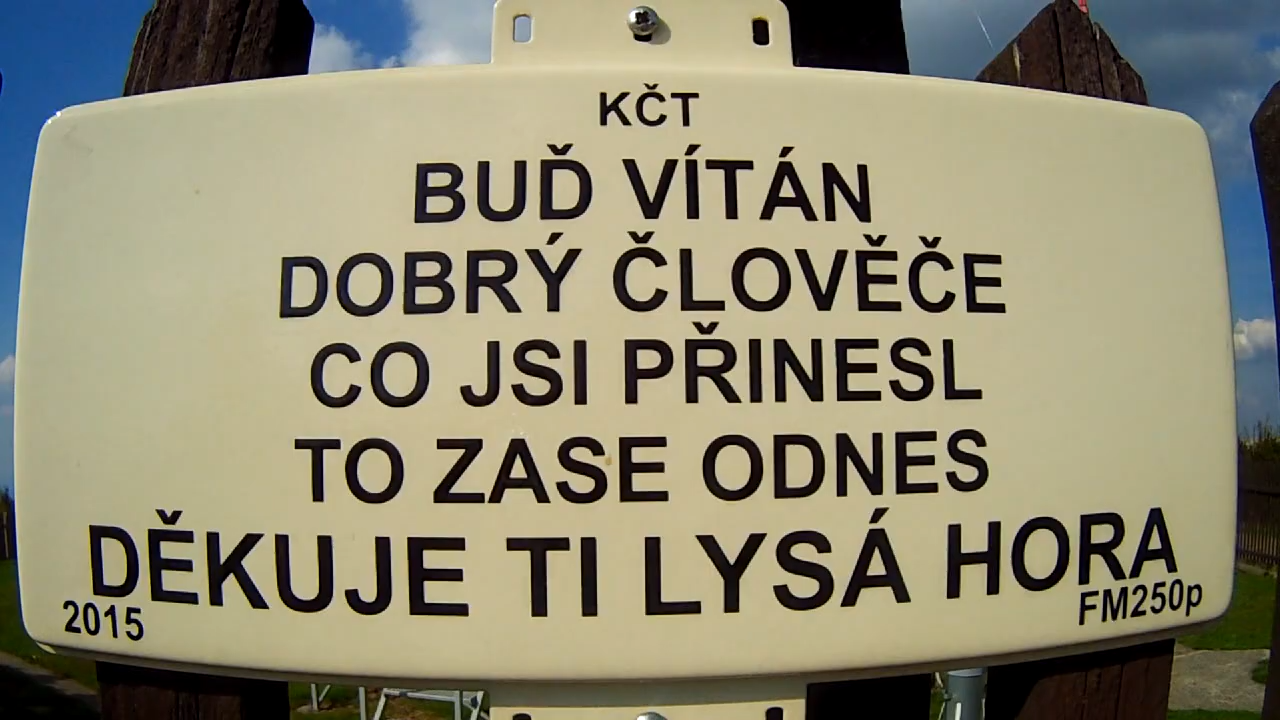 KČT
BUĎ VÍTÁN
DOBRÝ ČLOVĚČE
CO JSI PŘINESL
TO ZASE ODNES
DĚKUJE TI LYSÁ HORA
2015
FM250p